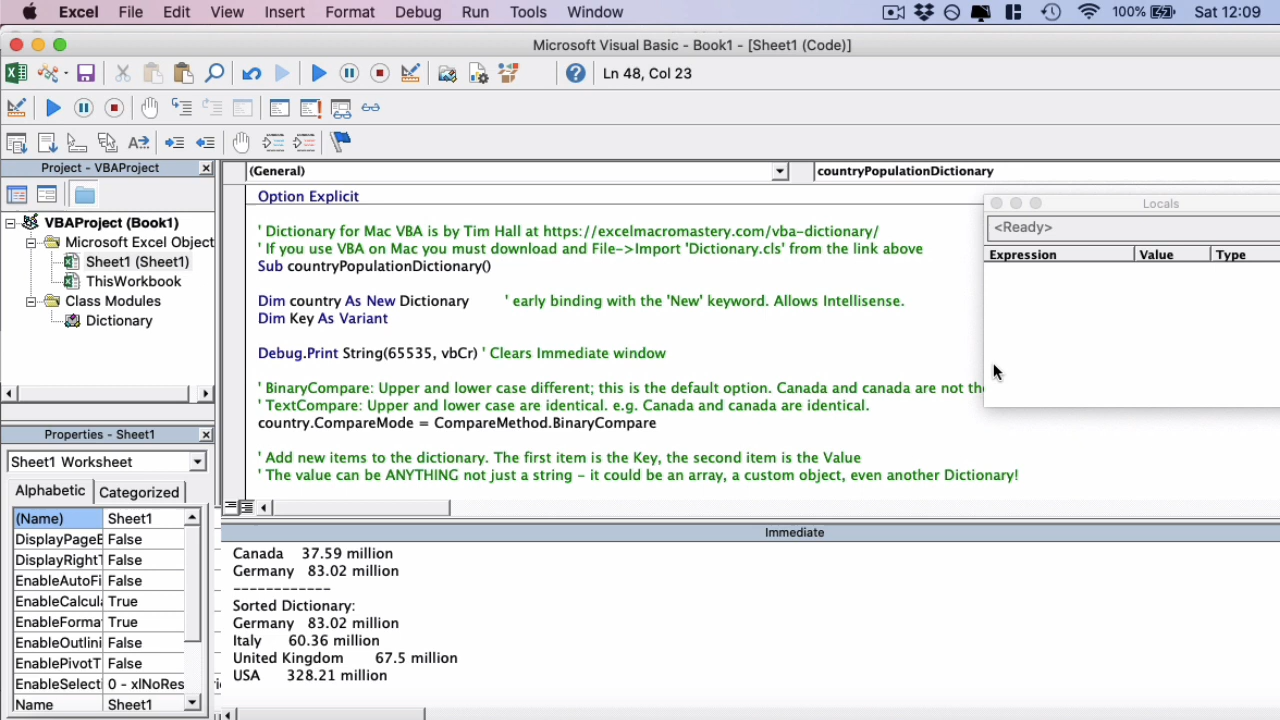 Excel File Edit View Insert Format Debug Run Tools Window 100% Sat 12:09
Microsoft Visual Basic - Book1 - [Sheet1 (Code)]
Ln 48, Col 23
Project - VBAProject
(General)
countryPopulationDictionary
VBAProject (Book1)
Microsoft Excel Object
Sheet1 (Sheet1)
ThisWorkbook
Class Modules
Dictionary
Option Explicit
' Dictionary for Mac VBA is by Tim Hall at https://excelmacromastery.com/vba-dictionary/
' If you use VBA on Mac you must download and File->Import 'Dictionary.cls' from the link above
Sub countryPopulationDictionary()
Dim country As New Dictionary ' early binding with the 'New' keyword. Allows Intellisense.
Dim Key As Variant
Debug.Print String(65535, vbCr) ' Clears Immediate window
' BinaryCompare: Upper and lower case different; this is the default option. Canada and canada are not the
' TextCompare: Upper and lower case are identical. e.g. Canada and canada are identical.
country.CompareMode = CompareMethod.BinaryCompare
' Add new items to the dictionary. The first item is the Key, the second item is the Value
' The value can be ANYTHING not just a string - it could be an array, a custom object, even another Dictionary!
Locals
<Ready>
Expression Value Type
Properties - Sheet1
Sheet1 Worksheet
Alphabetic Categorized
(Name) Sheet1
DisplayPageB False
DisplayRightT False
EnableAutoFi False
EnableCalcula True
EnableFormat True
EnableOutlini False
EnablePivotT False
EnableSelect 0 - xlNoRes
Name Sheet1
Immediate
Canada 37.59 million
Germany 83.02 million
------------
Sorted Dictionary:
Germany 83.02 million
Italy 60.36 million
United Kingdom 67.5 million
USA 328.21 million